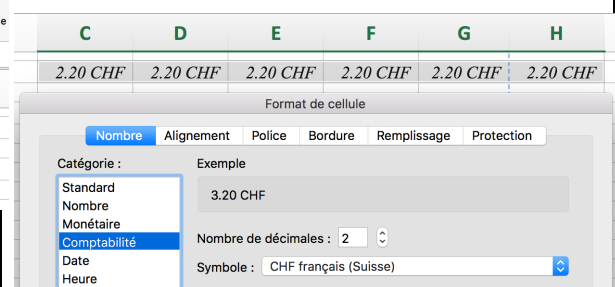 e
C D E F G H
2.20 CHF 2.20 CHF 2.20 CHF 2.20 CHF 2.20 CHF 2.20 CHF
Format de cellule
Nombre Alignement Police Bordure Remplissage Protection
Catégorie : Exemple
Standard
3.20 CHF
Nombre
Monétaire
Comptabilité
Nombre de décimales : 2
Date
Symbole : CHF français (Suisse)
Heure